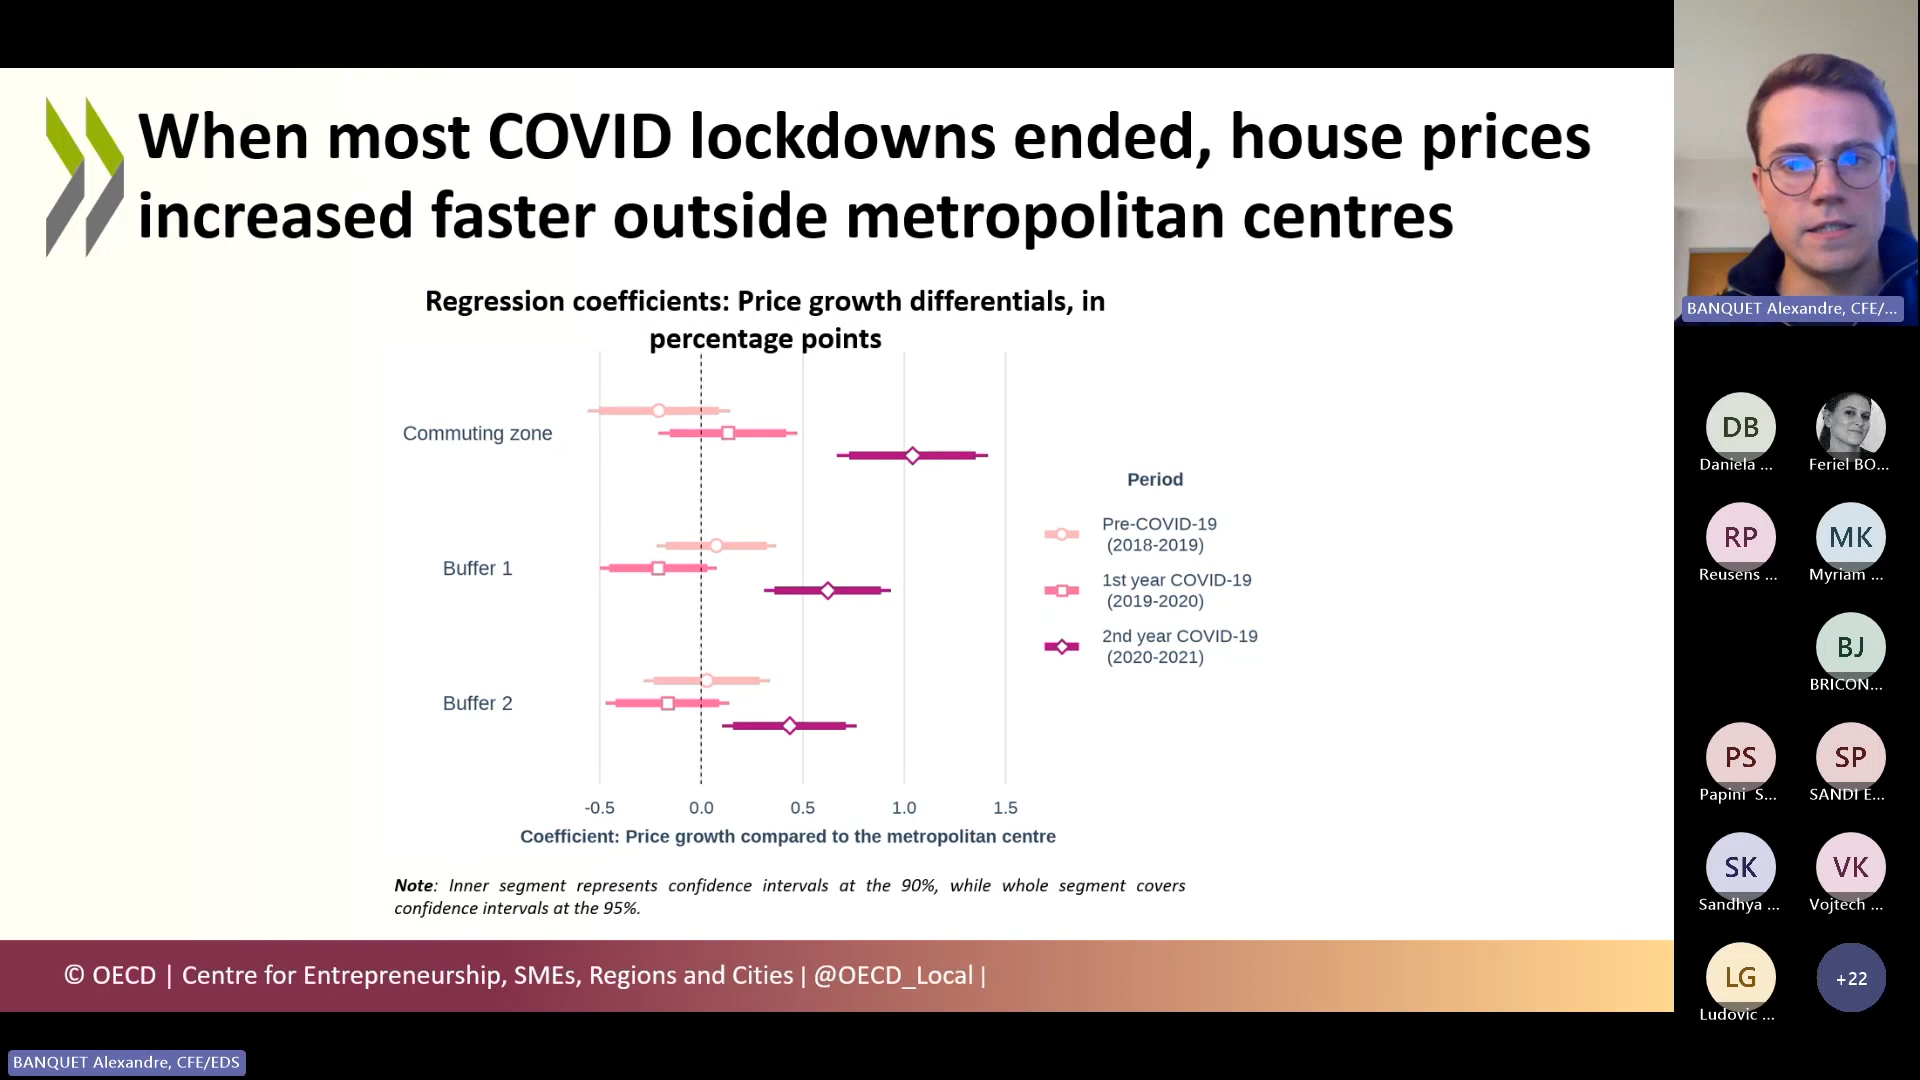 When most COVID lockdowns ended, house prices
increased faster outside metropolitan centres
Regression coefficients: Price growth differentials, in
percentage points
Commuting zone
Buffer 1
Buffer 2
-0.5 0.0 0.5 1.0 1.5
Coefficient: Price growth compared to the metropolitan centre
Period
Pre-COVID-19
(2018-2019)
1st year COVID-19
(2019-2020)
2nd year COVID-19
(2020-2021)
Note: Inner segment represents confidence intervals at the 90%, while whole segment covers
confidence intervals at the 95%.
© OECD | Centre for Entrepreneurship, SMEs, Regions and Cities | @OECD_Local |
BANQUET Alexandre, CFE/EDS
BANQUET Alexandre, CFE/...
DB
Daniela ...
Feriel BO...
RP
Reusens ...
MK
Myriam ...
BJ
BRICON...
PS
Papini S...
SP
SANDI E...
SK
Sandhya ...
VK
Vojtech ...
LG
Ludovic ...
+22